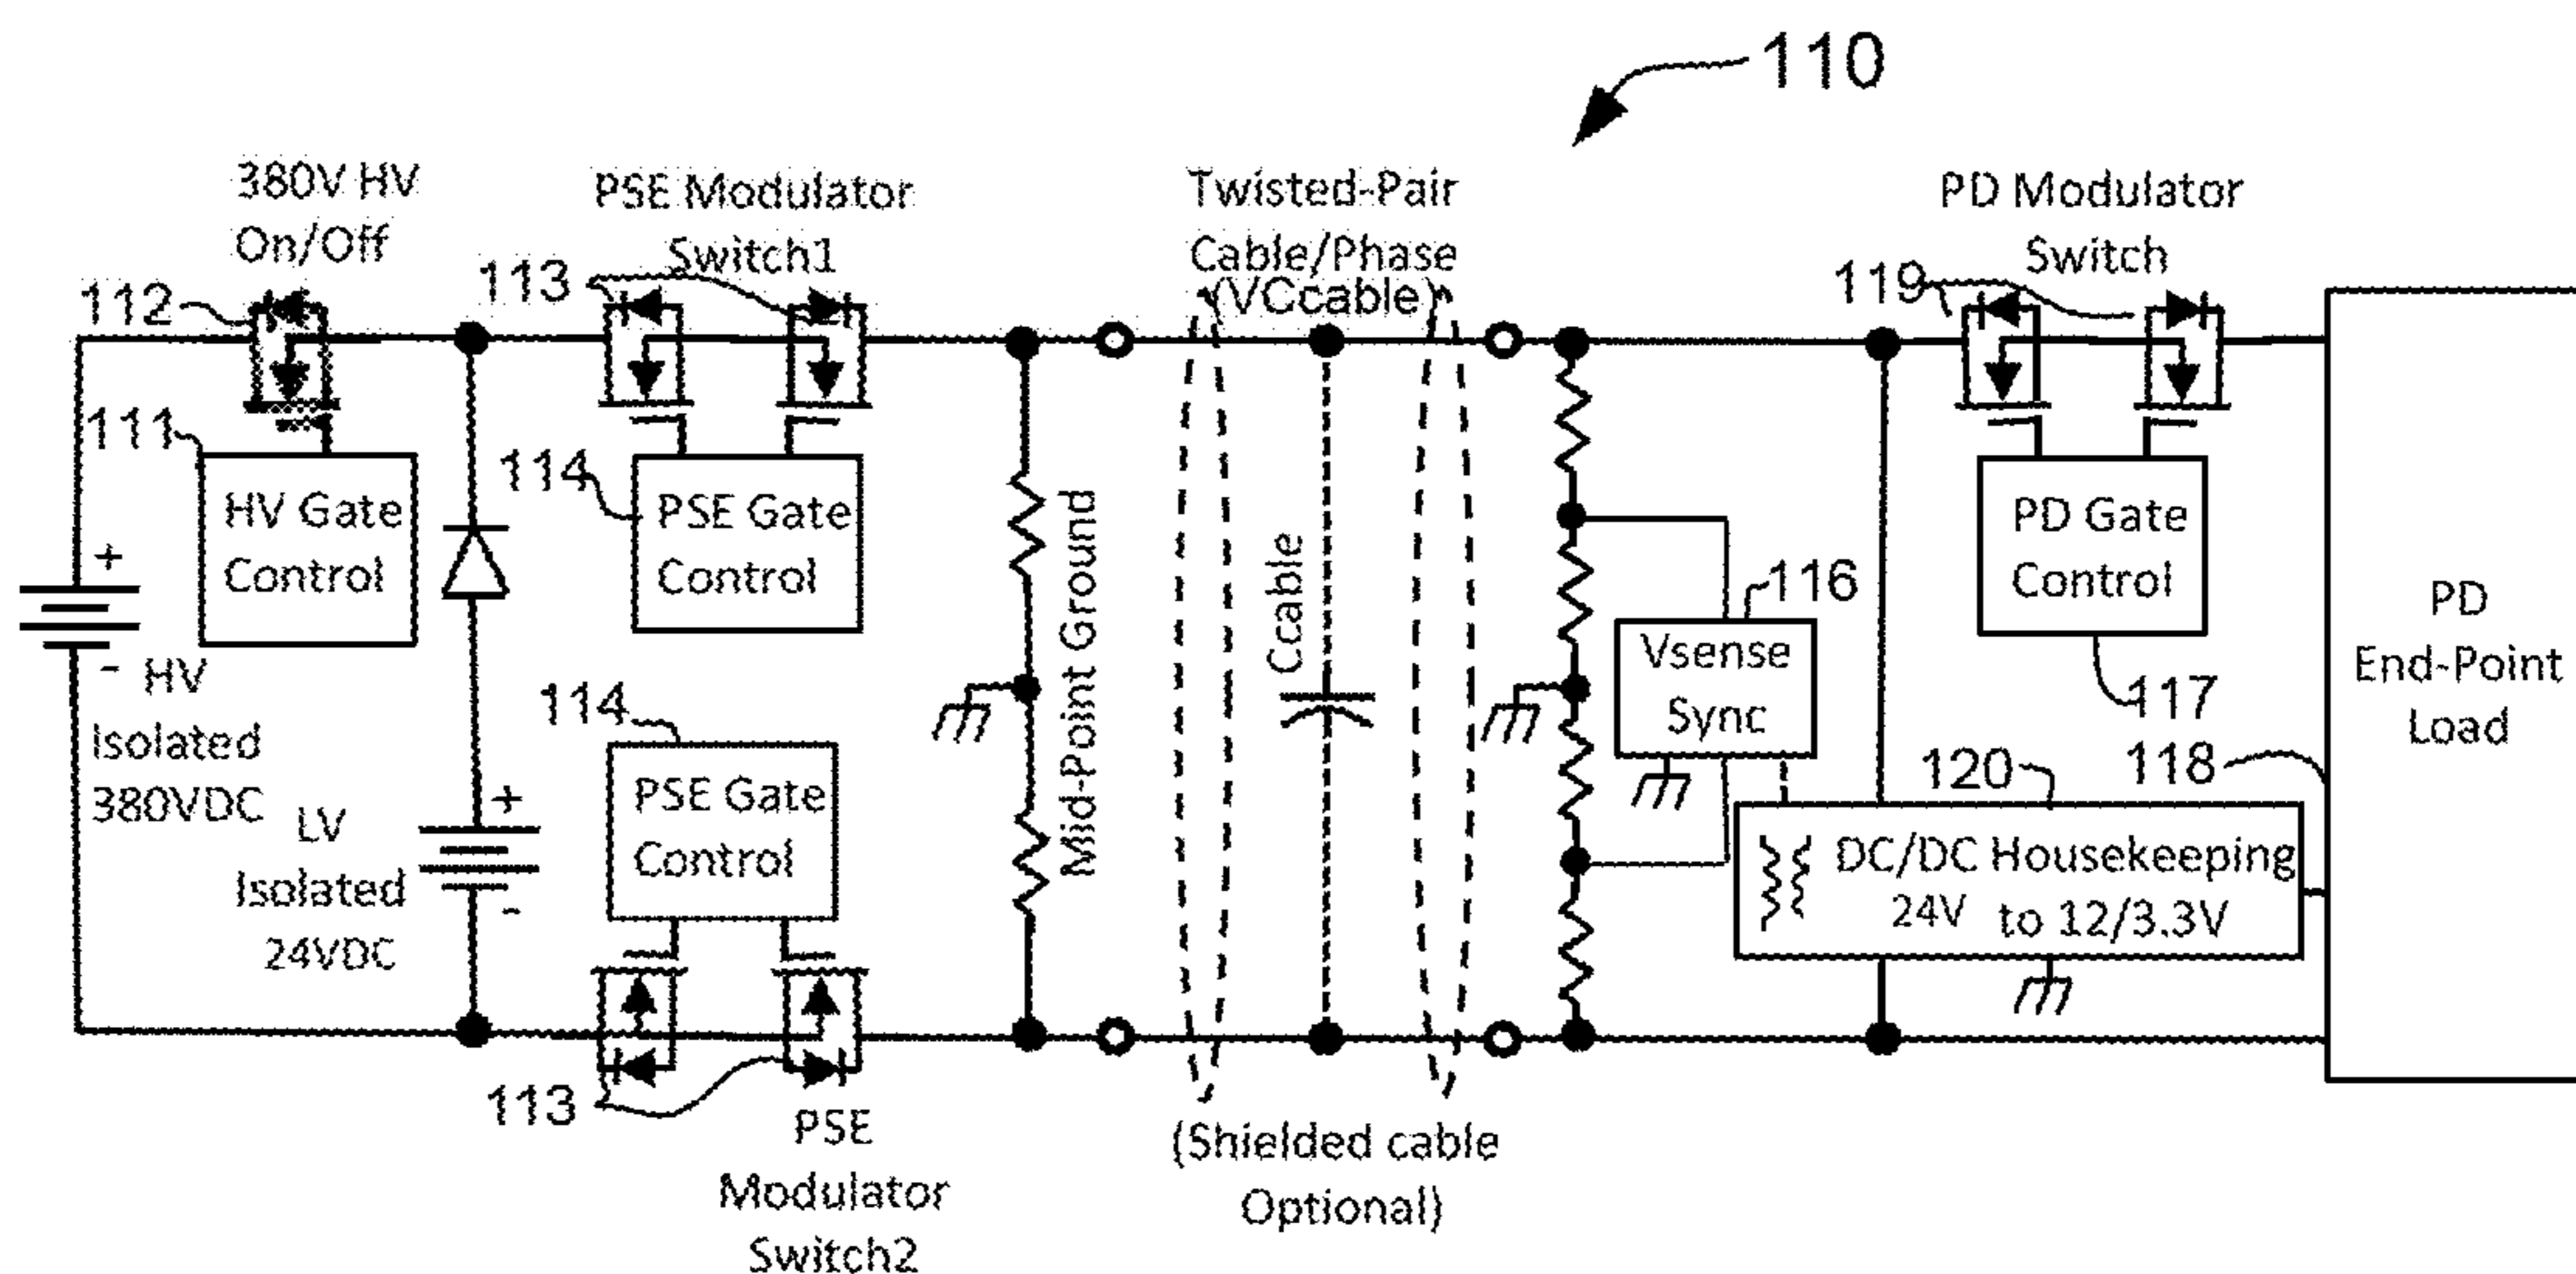 110
380V HV
On/Off
PSE Modulator
Switch1
Twisted-Pair
Cable/Phase
(VCcable)
PD Modulator
Switch
112
113
119
111
HV Gate
Control
114
PSE Gate
Control
Mid-Point Ground
Ccable
116
Vsense
Sync
PD Gate
Control
117
PD
End-Point
Load
118
+
-
HV
Isolated
380VDC
LV
Isolated
24VDC
+
-
114
PSE Gate
Control
120
DC/DC Housekeeping
24V to 12/3.3V
113
PSE
Modulator
Switch2
(Shielded cable
Optional)